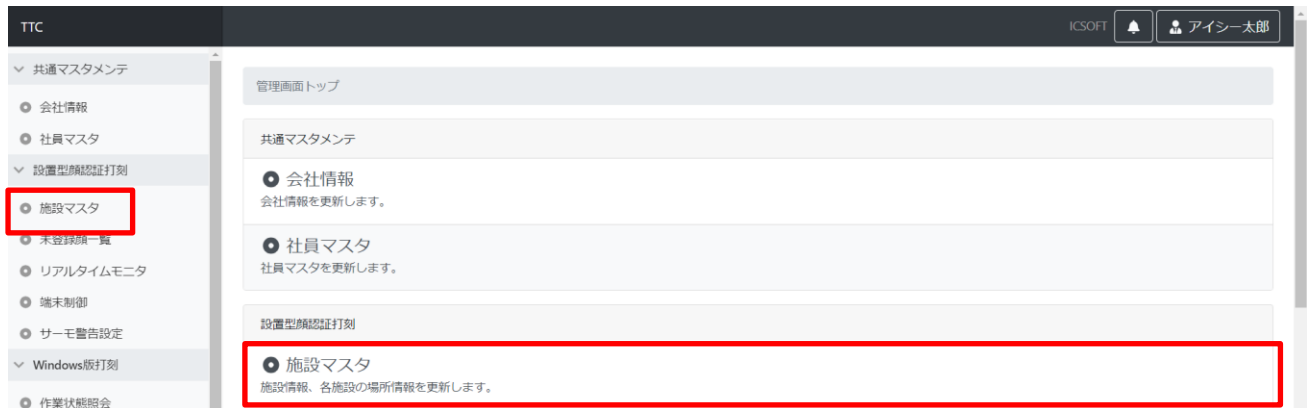 TTC
ICSOFT
アイシー太郎
共通マスタメンテ
会社情報
社員マスタ
設置型顔認証打刻
施設マスタ
未登録顔一覧
リアルタイムモニタ
端末制御
サーモ警告設定
Windows版打刻
作業状態照会
管理画面トップ
共通マスタメンテ
会社情報
会社情報を更新します。
社員マスタ
社員マスタを更新します。
設置型顔認証打刻
施設マスタ
施設情報、各施設の場所情報を更新します。